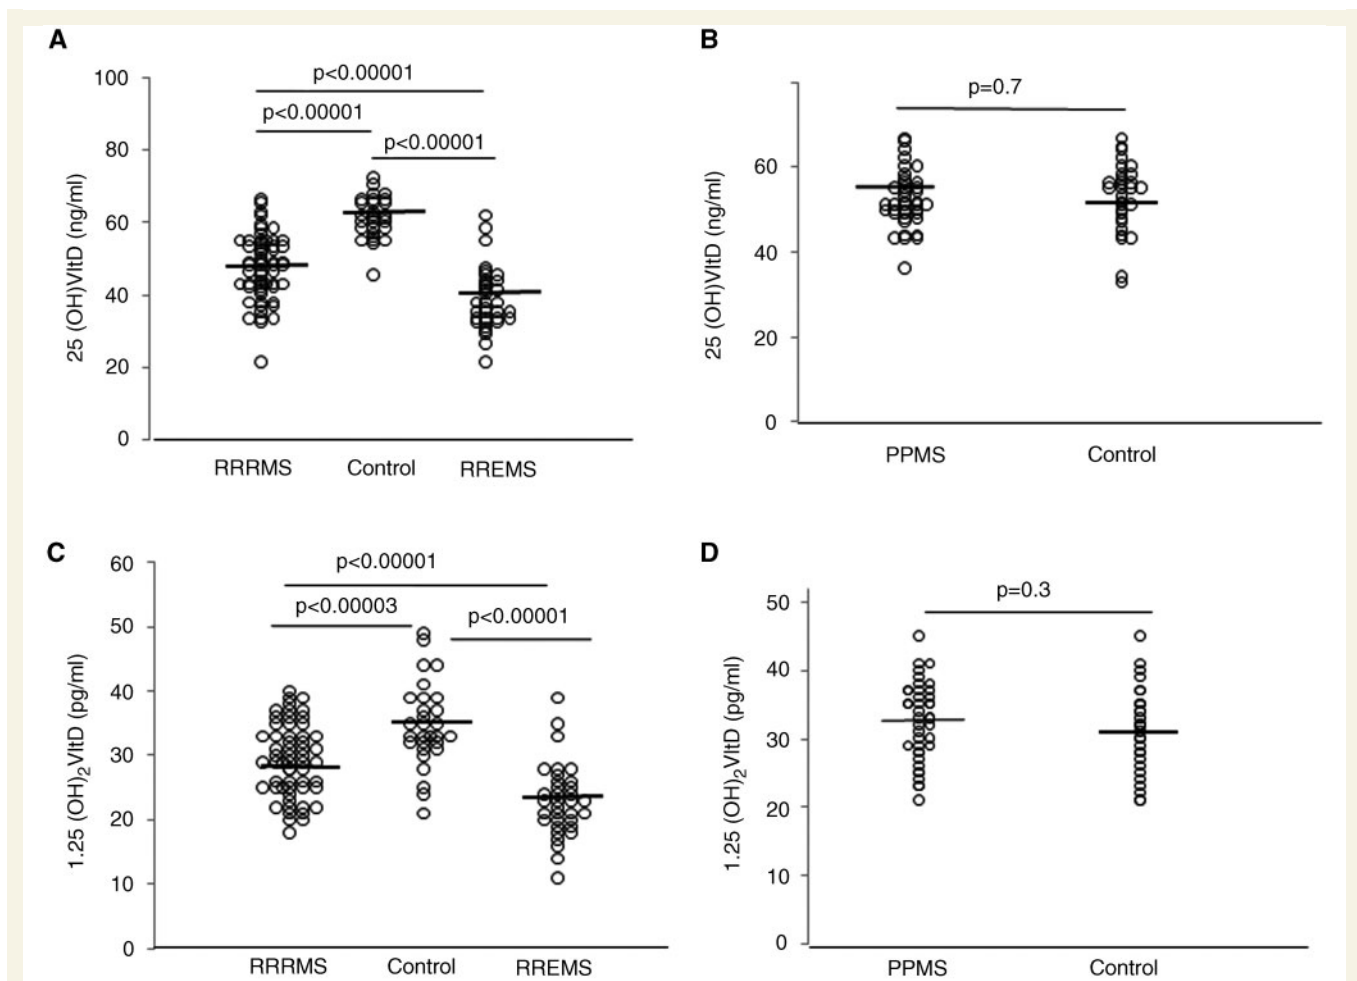 A
100
80
60
40
20
0
25 (OH)VItD (ng/ml)
p<0.00001
p<0.00001
p<0.00001
RRRMS Control RREMS
B
60
40
20
0
25 (OH)VItD (ng/ml)
p=0.7
PPMS Control
C
60
50
40
30
20
10
0
1.25 (OH)2VItD (pg/ml)
p<0.00001
p<0.00003
p<0.00001
RRRMS Control RREMS
D
50
40
30
20
10
0
1.25 (OH)2VItD (pg/ml)
p=0.3
PPMS Control